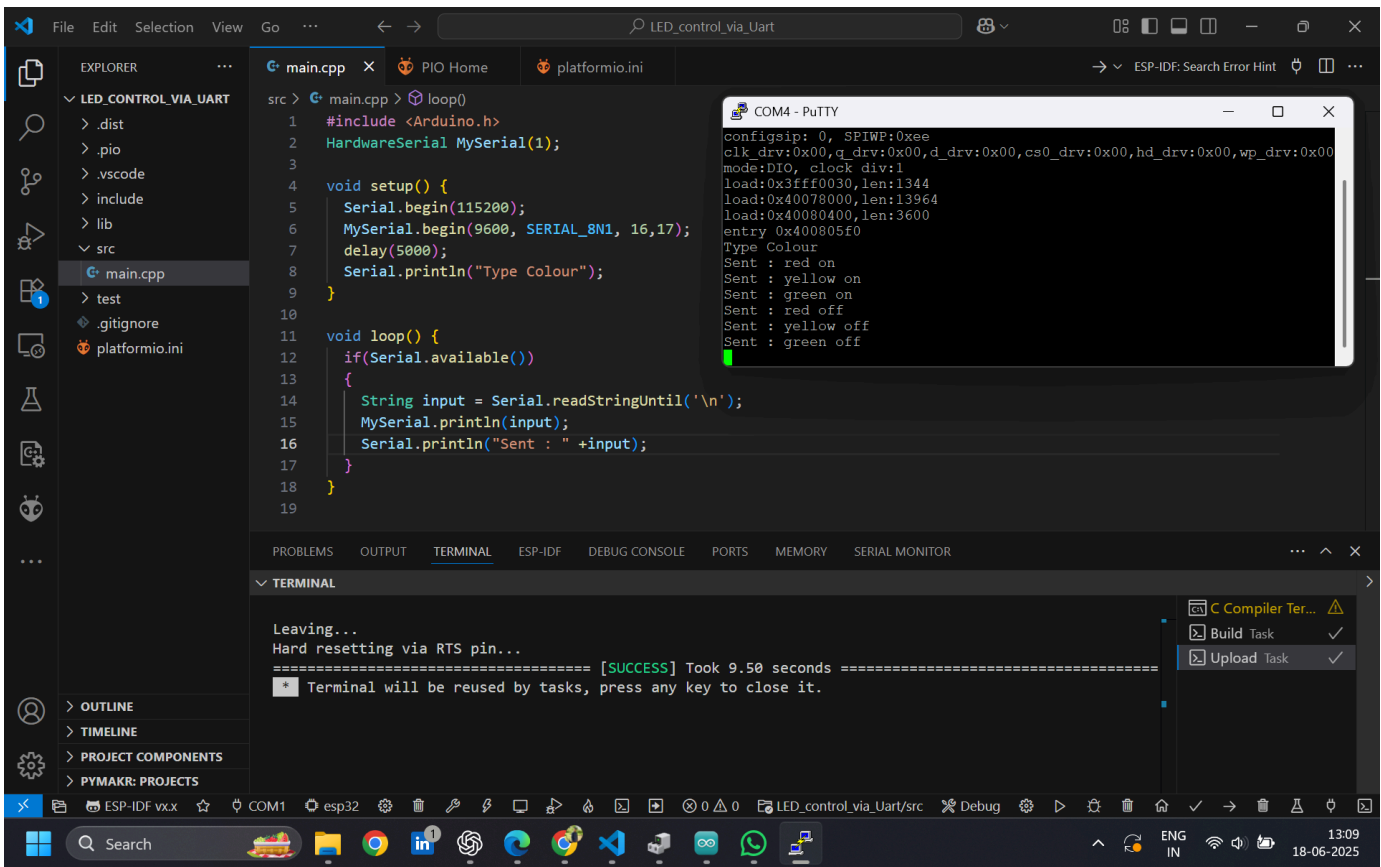 File Edit Selection View Go ··· LED_control_via_Uart
EXPLORER ···
LED_CONTROL_VIA_UART
.dist
.pio
.vscode
include
lib
src
main.cpp
test
.gitignore
platformio.ini
OUTLINE
TIMELINE
PROJECT COMPONENTS
PYMAKR: PROJECTS
main.cpp PIO Home platformio.ini ESP-IDF: Search Error Hint
src > main.cpp > loop()
1 #include <Arduino.h>
2 HardwareSerial MySerial(1);
3
4 void setup() {
5 Serial.begin(115200);
6 MySerial.begin(9600, SERIAL_8N1, 16,17);
7 delay(5000);
8 Serial.println("Type Colour");
9 }
10
11 void loop() {
12 if(Serial.available())
13 {
14 String input = Serial.readStringUntil('\n');
15 MySerial.println(input);
16 Serial.println("Sent : " +input);
17 }
18 }
19
COM4 - PuTTY
configsip: 0, SPIWP:0xee
clk_drv:0x00,q_drv:0x00,d_drv:0x00,cs0_drv:0x00,hd_drv:0x00,wp_drv:0x00
mode:DIO, clock div:1
load:0x3fff0030,len:1344
load:0x40078000,len:13964
load:0x40080400,len:3600
entry 0x400805f0
Type Colour
Sent : red on
Sent : yellow on
Sent : green on
Sent : red off
Sent : yellow off
Sent : green off
PROBLEMS OUTPUT TERMINAL ESP-IDF DEBUG CONSOLE PORTS MEMORY SERIAL MONITOR
TERMINAL
Leaving...
Hard resetting via RTS pin...
===================================== [SUCCESS] Took 9.50 seconds =====================================
* Terminal will be reused by tasks, press any key to close it.
C Compiler Ter...
Build Task
Upload Task
1
ESP-IDF vx.x COM1 esp32 0 0 LED_control_via_Uart/src Debug
Search in 1 ENG IN 13:09
18-06-2025